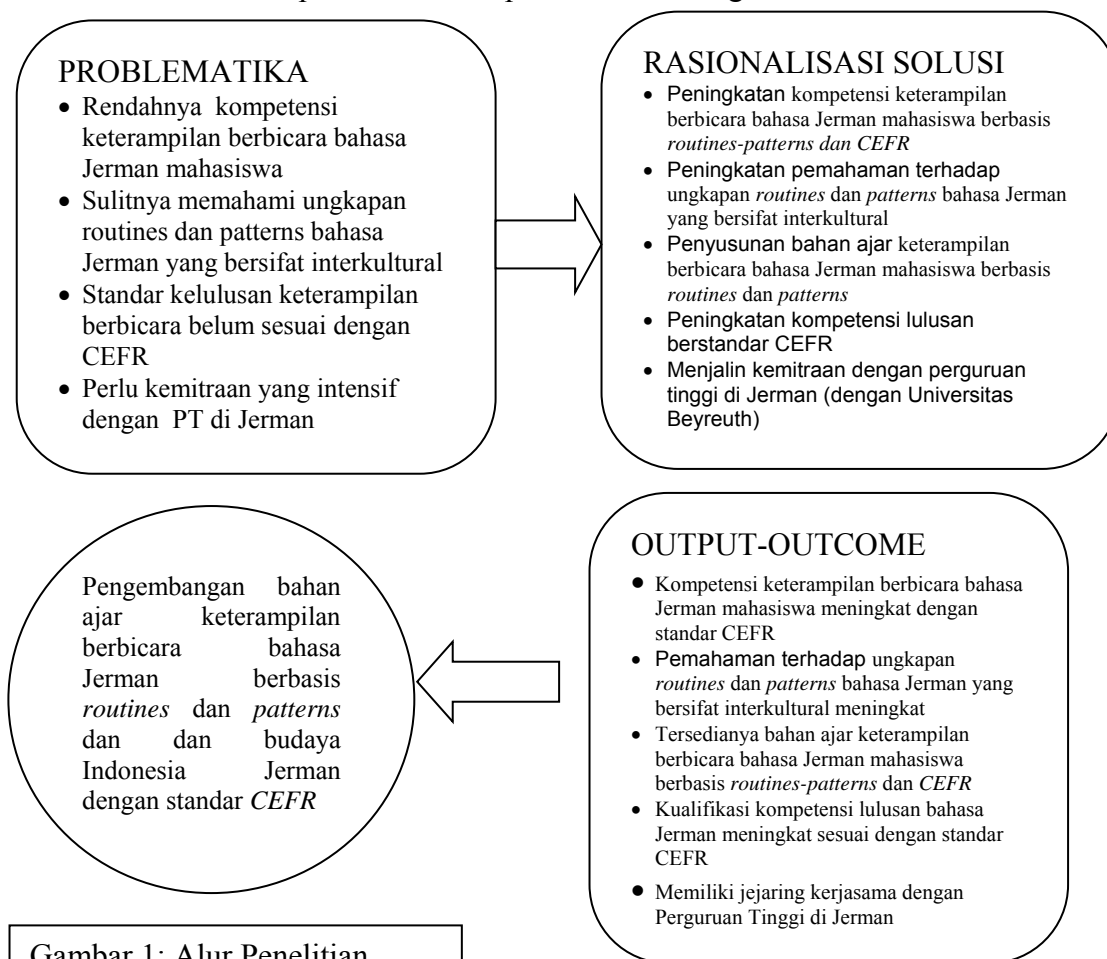 PROBLEMATIKA
• Rendahnya kompetensi
keterampilan berbicara bahasa
Jerman mahasiswa
• Sulitnya memahami ungkapan
routines dan patterns bahasa
Jerman yang bersifat interkultural
• Standar kelulusan keterampilan
berbicara belum sesuai dengan
CEFR
• Perlu kemitraan yang intensif
dengan PT di Jerman
RASIONALISASI SOLUSI
• Peningkatan kompetensi keterampilan
berbicara bahasa Jerman mahasiswa berbasis
routines-patterns dan CEFR
• Peningkatan pemahaman terhadap
ungkapan routines dan patterns bahasa Jerman
yang bersifat interkultural
• Penyusunan bahan ajar keterampilan
berbicara bahasa Jerman mahasiswa berbasis
routines dan patterns
• Peningkatan kompetensi lulusan
berstandar CEFR
• Menjalin kemitraan dengan perguruan
tinggi di Jerman (dengan Universitas
Beyreuth)
OUTPUT-OUTCOME
• Kompetensi keterampilan berbicara bahasa
Jerman mahasiswa meningkat dengan
standar CEFR
• Pemahaman terhadap ungkapan
routines dan patterns bahasa Jerman yang
bersifat interkultural meningkat
• Tersedianya bahan ajar keterampilan
berbicara bahasa Jerman mahasiswa
berbasis routines-patterns dan CEFR
• Kualifikasi kompetensi lulusan bahasa
Jerman meningkat sesuai dengan standar
CEFR
• Memiliki jejaring kerjasama dengan
Perguruan Tinggi di Jerman
Pengembangan bahan
ajar keterampilan
berbicara bahasa
Jerman berbasis
routines dan patterns
dan dan budaya
Indonesia Jerman
dengan standar CEFR
Gambar 1: Alur Penelitian